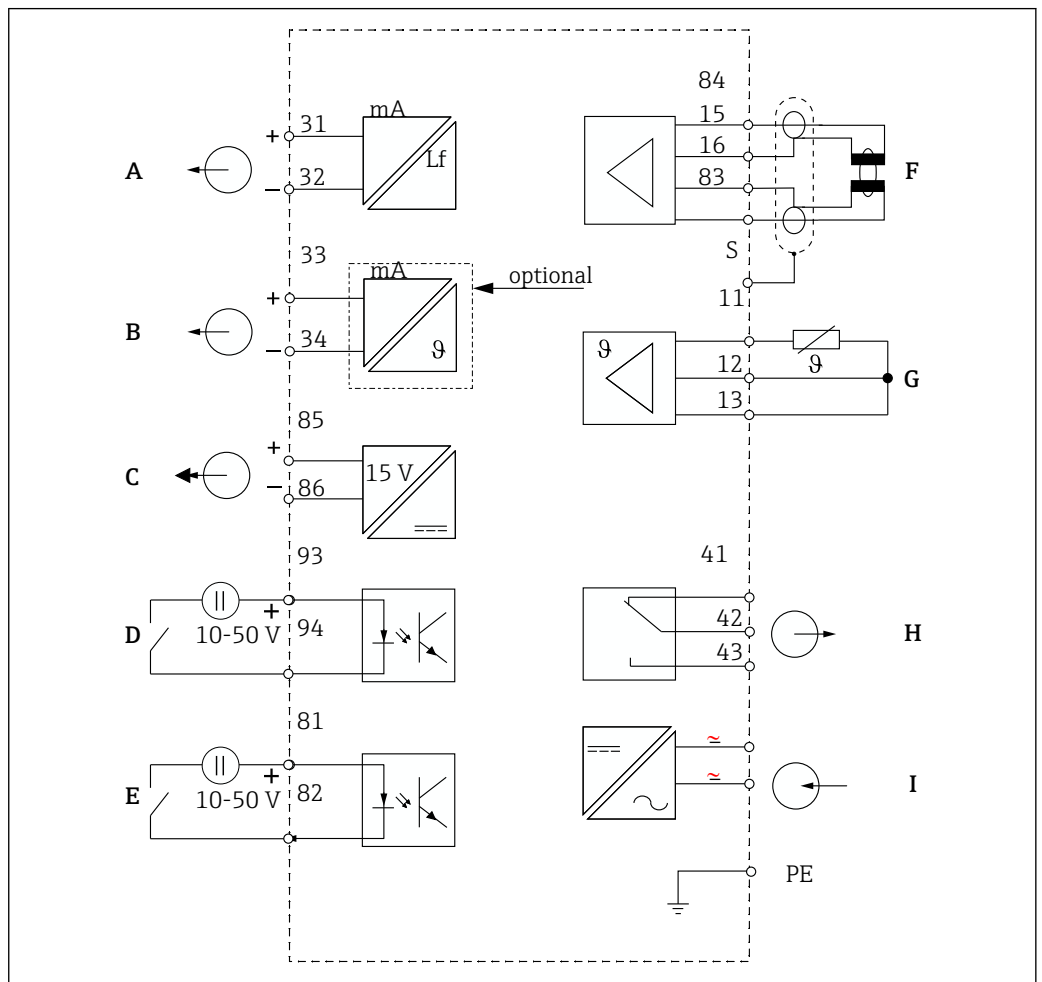 mA
+ 31
Lf
A
− 32
33
mA
optional
+
B
− 34
ϑ
85
+
C
15 V
− 86
93
+
D 10-50 V 94
81
+
E 10-50 V 82
84
15
16
F
83
S
11
ϑ
12 ϑ G
13
41
42 H
43
≃
≃ I
PE